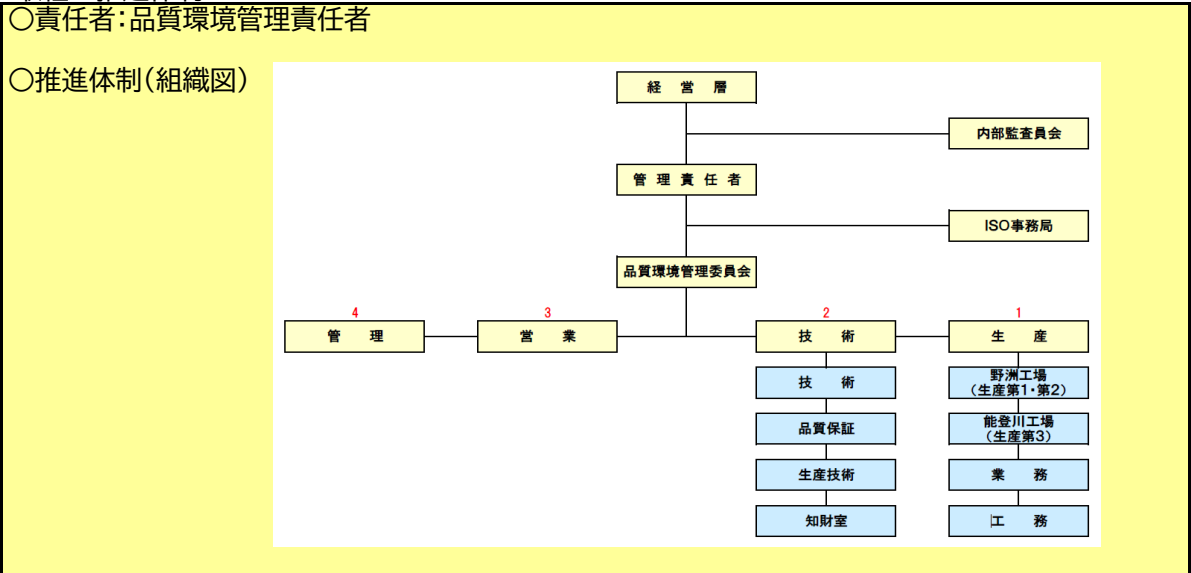 ○責任者：品質環境管理責任者
○推進体制（組織図）
経　営　層
内部監査員会
管　理　責　任　者
ISO事務局
品質環境管理委員会
4
3
2
1
管　理
営　業
技　術
生　産
技　術
野洲工場
（生産第1・第2）
品質保証
能登川工場
（生産第3）
生産技術
業　務
知財室
工　務